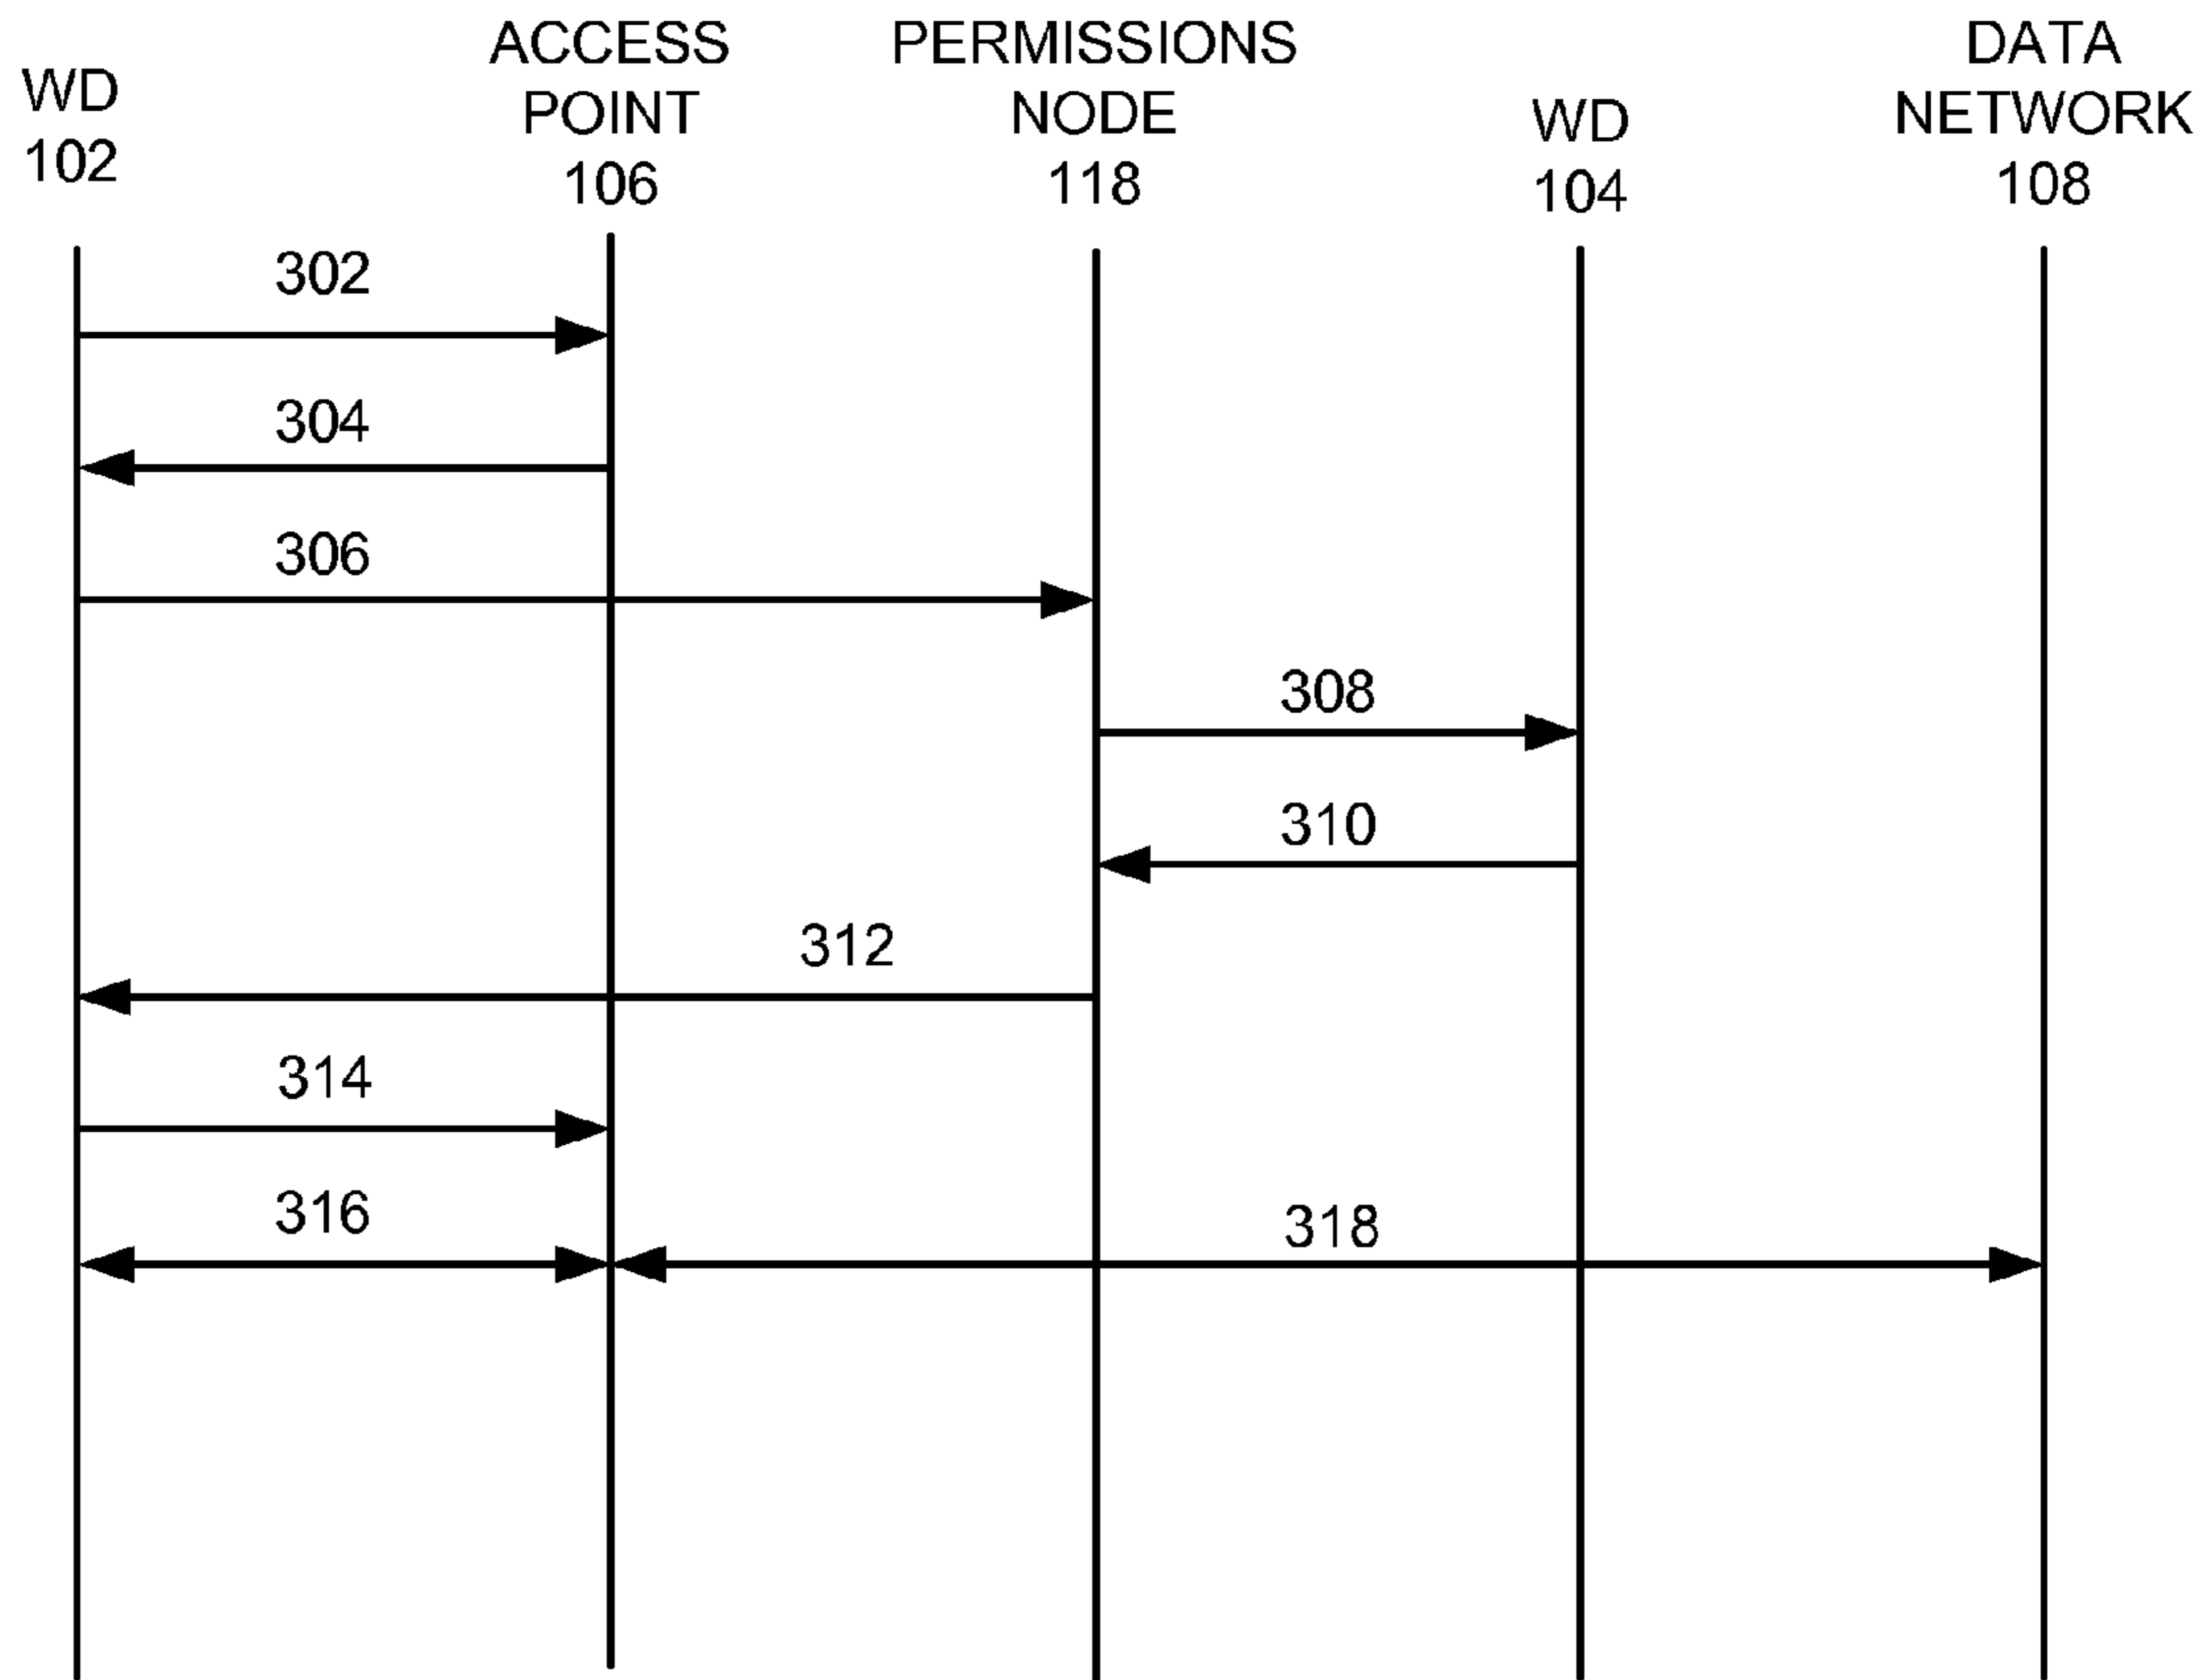 WD
102
ACCESS
POINT
106
PERMISSIONS
NODE
118
WD
104
DATA
NETWORK
108
302
304
306
308
310
312
314
316
318